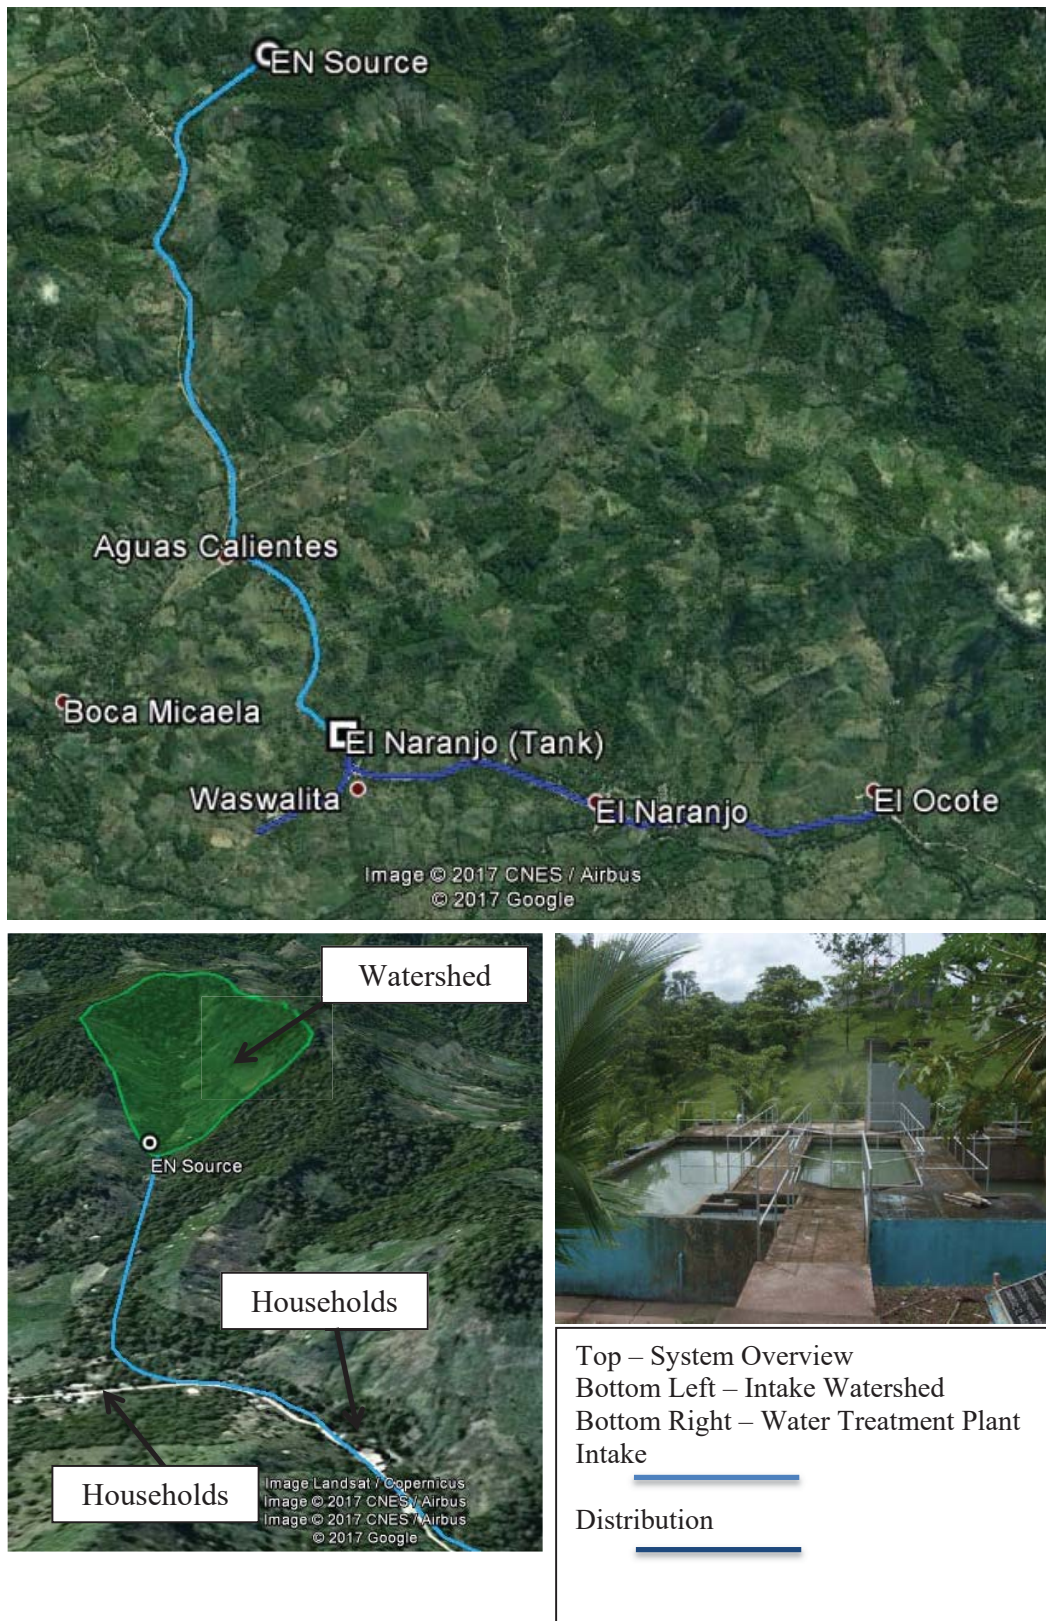 EN Source
Aguas Calientes
Boca Micaela
El Naranjo (Tank)
Waswalita
El Naranjo
El Ocote
Image © 2017 CNES / Airbus
© 2017 Google
Watershed
EN Source
Households
Households
Image Landsat / Copernicus
Image © 2017 CNES / Airbus
Image © 2017 CNES / Airbus
© 2017 Google
Top – System Overview
Bottom Left – Intake Watershed
Bottom Right – Water Treatment Plant
Intake
Distribution